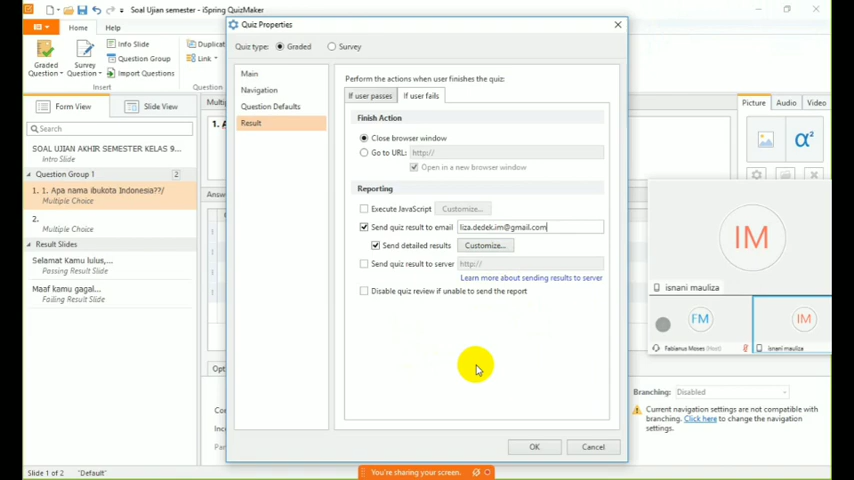 Soal Ujian semester - iSpring QuizMaker
Home
Help
Graded
Question
Survey
Question
Info Slide
Question Group
Import Questions
Insert
Duplicat
Link
Question
Form View
Slide View
Search
SOAL UJIAN AKHIR SEMESTER KELAS 9...
Intro Slide
Question Group 1
2
1. 1. Apa nama ibukota Indonesia??/
Multiple Choice
2.
Multiple Choice
Result Slides
Selamat Kamu lulus,...
Passing Result Slide
Maaf kamu gagal...
Failing Result Slide
Slide 1 of 2
"Default"
Quiz Properties
Quiz type:
Graded
Survey
Main
Navigation
Question Defaults
Result
Perform the actions when user finishes the quiz:
If user passes
If user fails
Finish Action
Close browser window
Go to URL:
http://
Open in a new browser window
Reporting
Execute JavaScript
Customize...
Send quiz result to email
liza.dedek.im@gmail.com
Send detailed results
Customize...
Send quiz result to server
http://
Learn more about sending results to server
Disable quiz review if unable to send the report
OK
Cancel
Picture
Audio
Video
IM
isnani mauliza
FM
Fabianus Moses (Host)
IM
isnani mauliza
Branching:
Disabled
Current navigation settings are not compatible with
branching. Click here to change the navigation
settings.
You're sharing your screen.